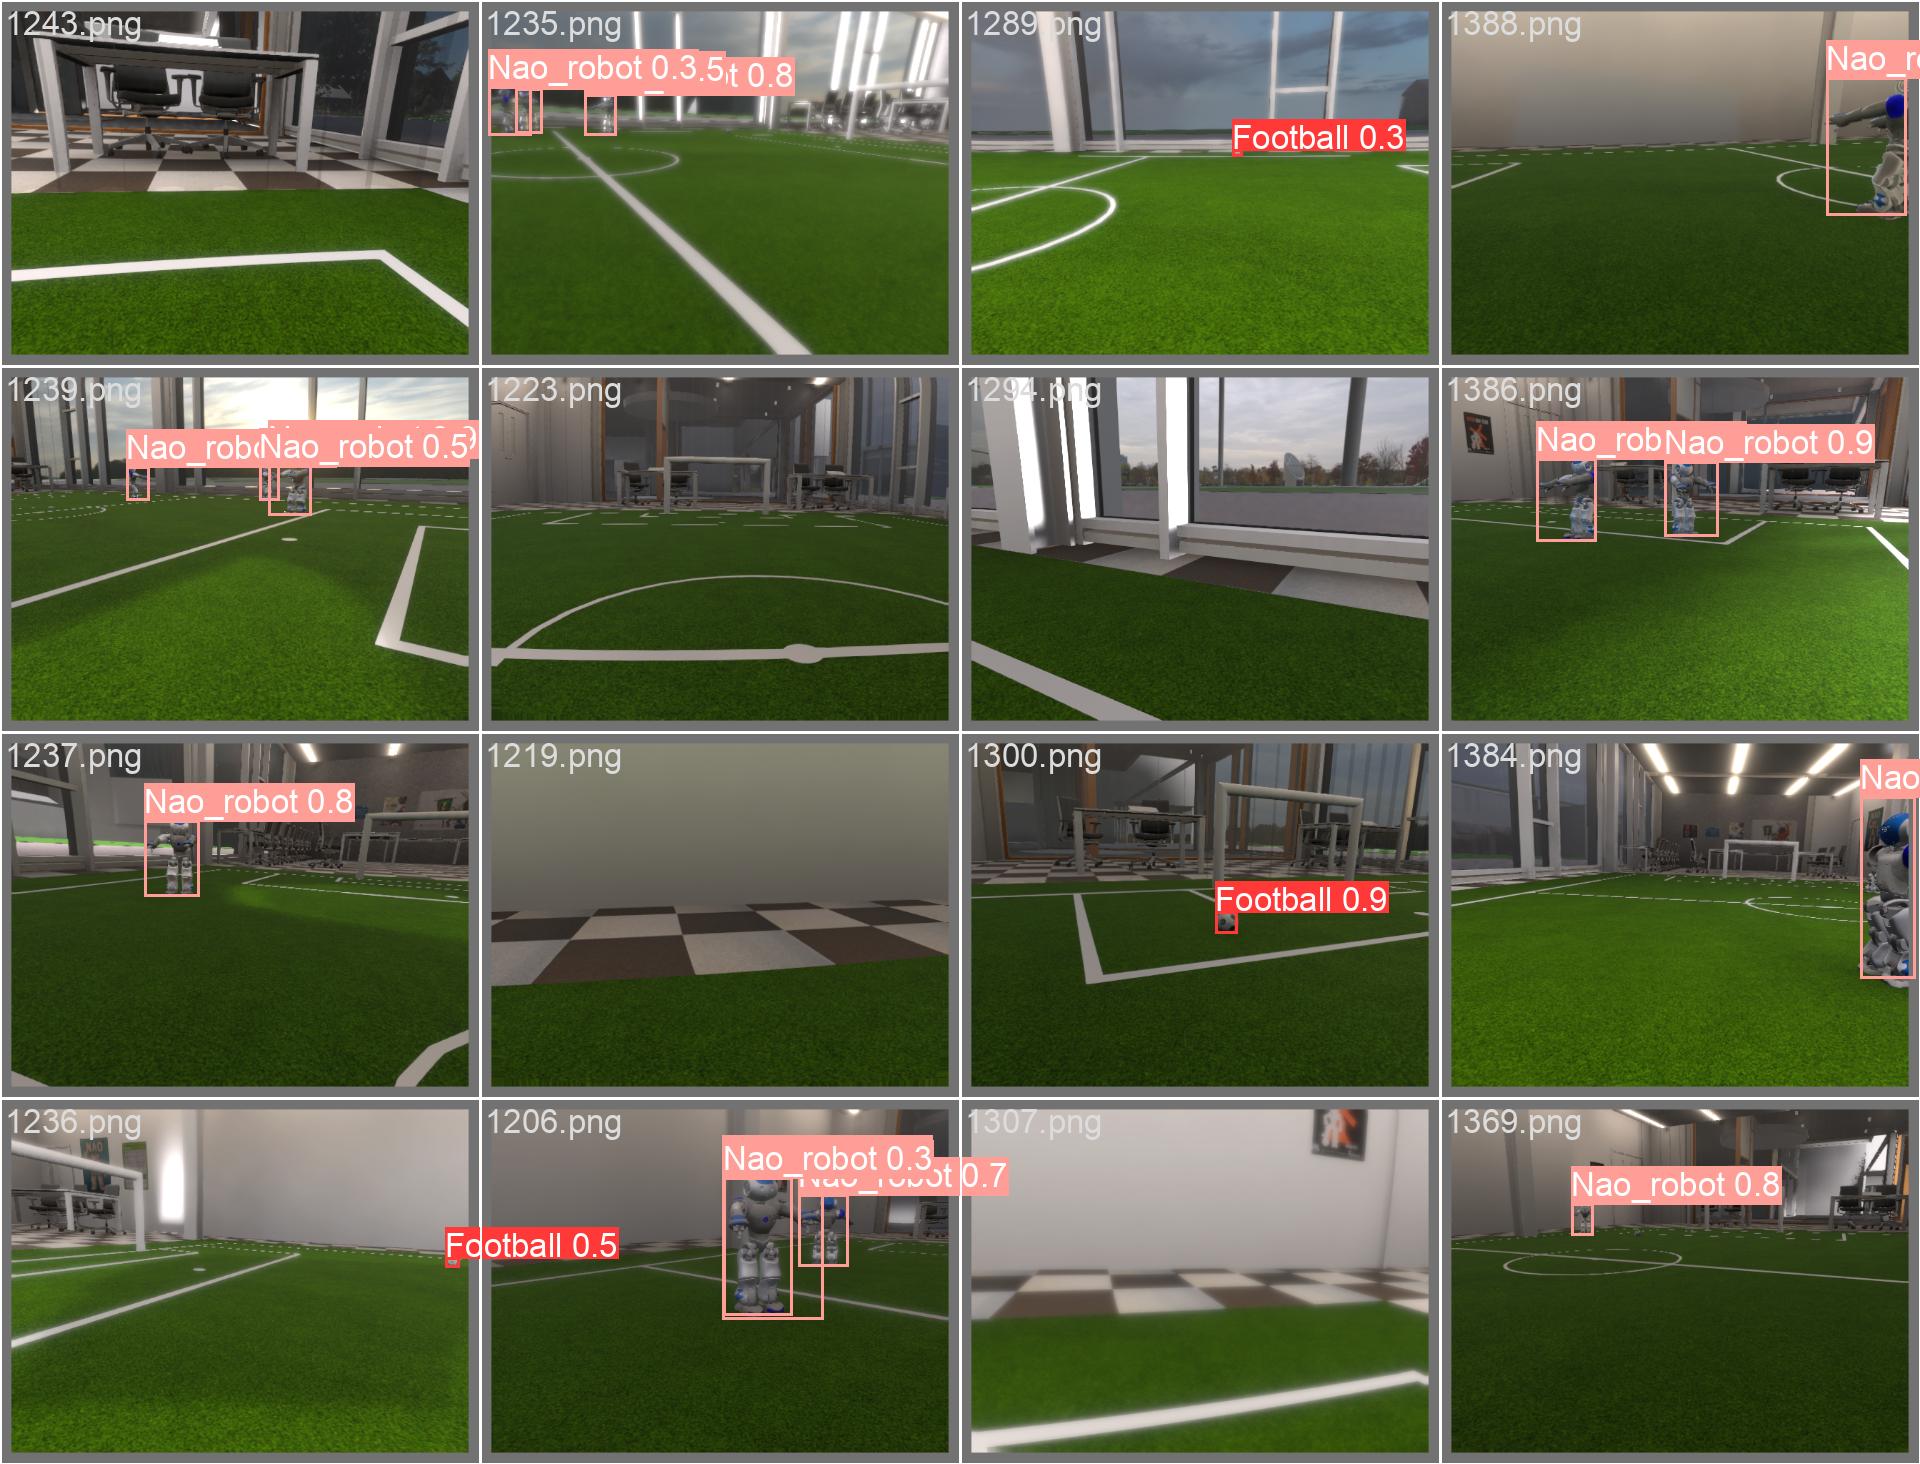 1243.png
1235.png
1289.png
1388.png
Nao_robot 0.3
.5
t 0.8
Football 0.3
Nao_r
1239.png
1223.png
1294.png
1386.png
Nao_rob
Nao_robot 0.5
Nao_rob
Nao_robot 0.9
1237.png
1219.png
1300.png
1384.png
Nao_robot 0.8
Football 0.9
Nao
1236.png
1206.png
1307.png
1369.png
Football 0.5
Nao_robot 0.3
Nao_robot 0.7
Nao_robot 0.8